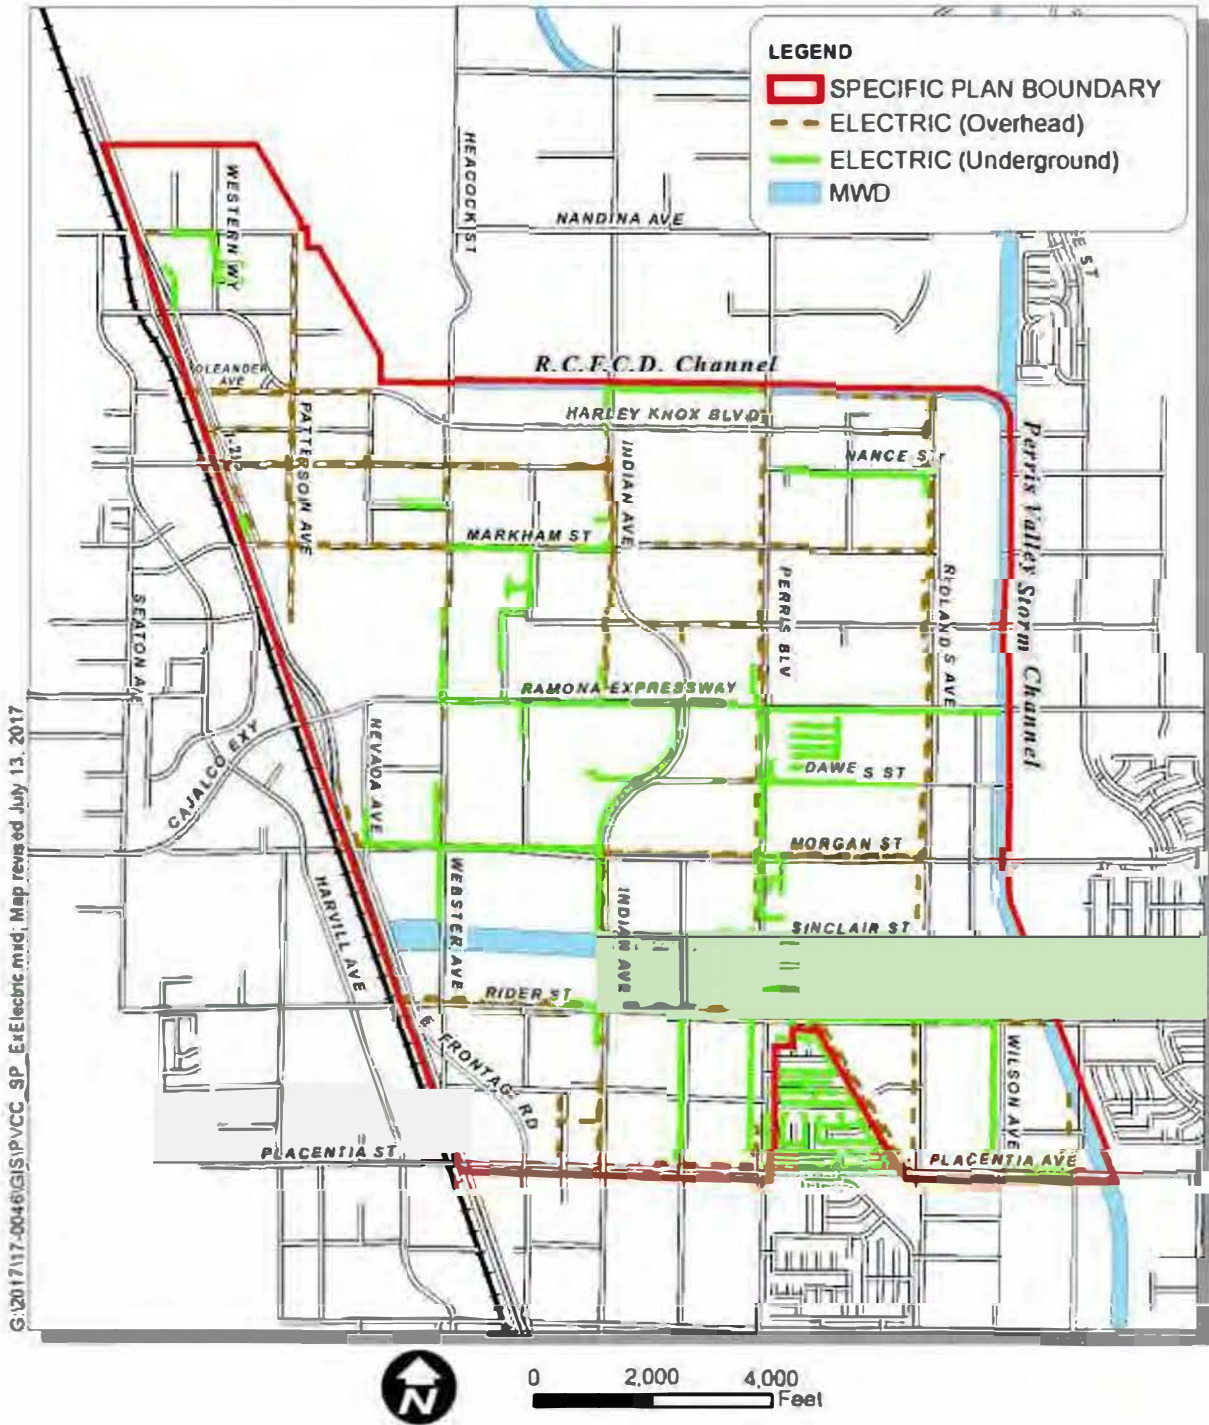 LEGEND
SPECIFIC PLAN BOUNDARY
ELECTRIC (Overhead)
ELECTRIC (Underground)
MWD
HEACOCK ST
WESTERN WY
NANDINA AVE
R.C.F.C.D. Channel
OLEANDER
AVE
HARLEY KNOX BLVD
PATTERSON AVE
I-215
INDIAN AVE
NANCE
MARKHAM ST
Perris Valley Storm Channel
PERRIS BLV
REDLANDS AVE
SEATON AVE
RAMONA EXPRESSWAY
NEVADA AVE
CAJALCO EXY
DAWES ST
MORGAN ST
WEBSTER AVE
HARVILL AVE
INDIAN AVE
SINCLAIR ST
RIDER ST
E. FRONTAGE RD
WILSON AVE
PLACENTIA ST
PLACENTIA AVE
G:\2017\17-0046\GIS\PVCC_SP_ExElectric.mxd; Map revised July 13, 2017
N
0 2,000 4,000
Feet